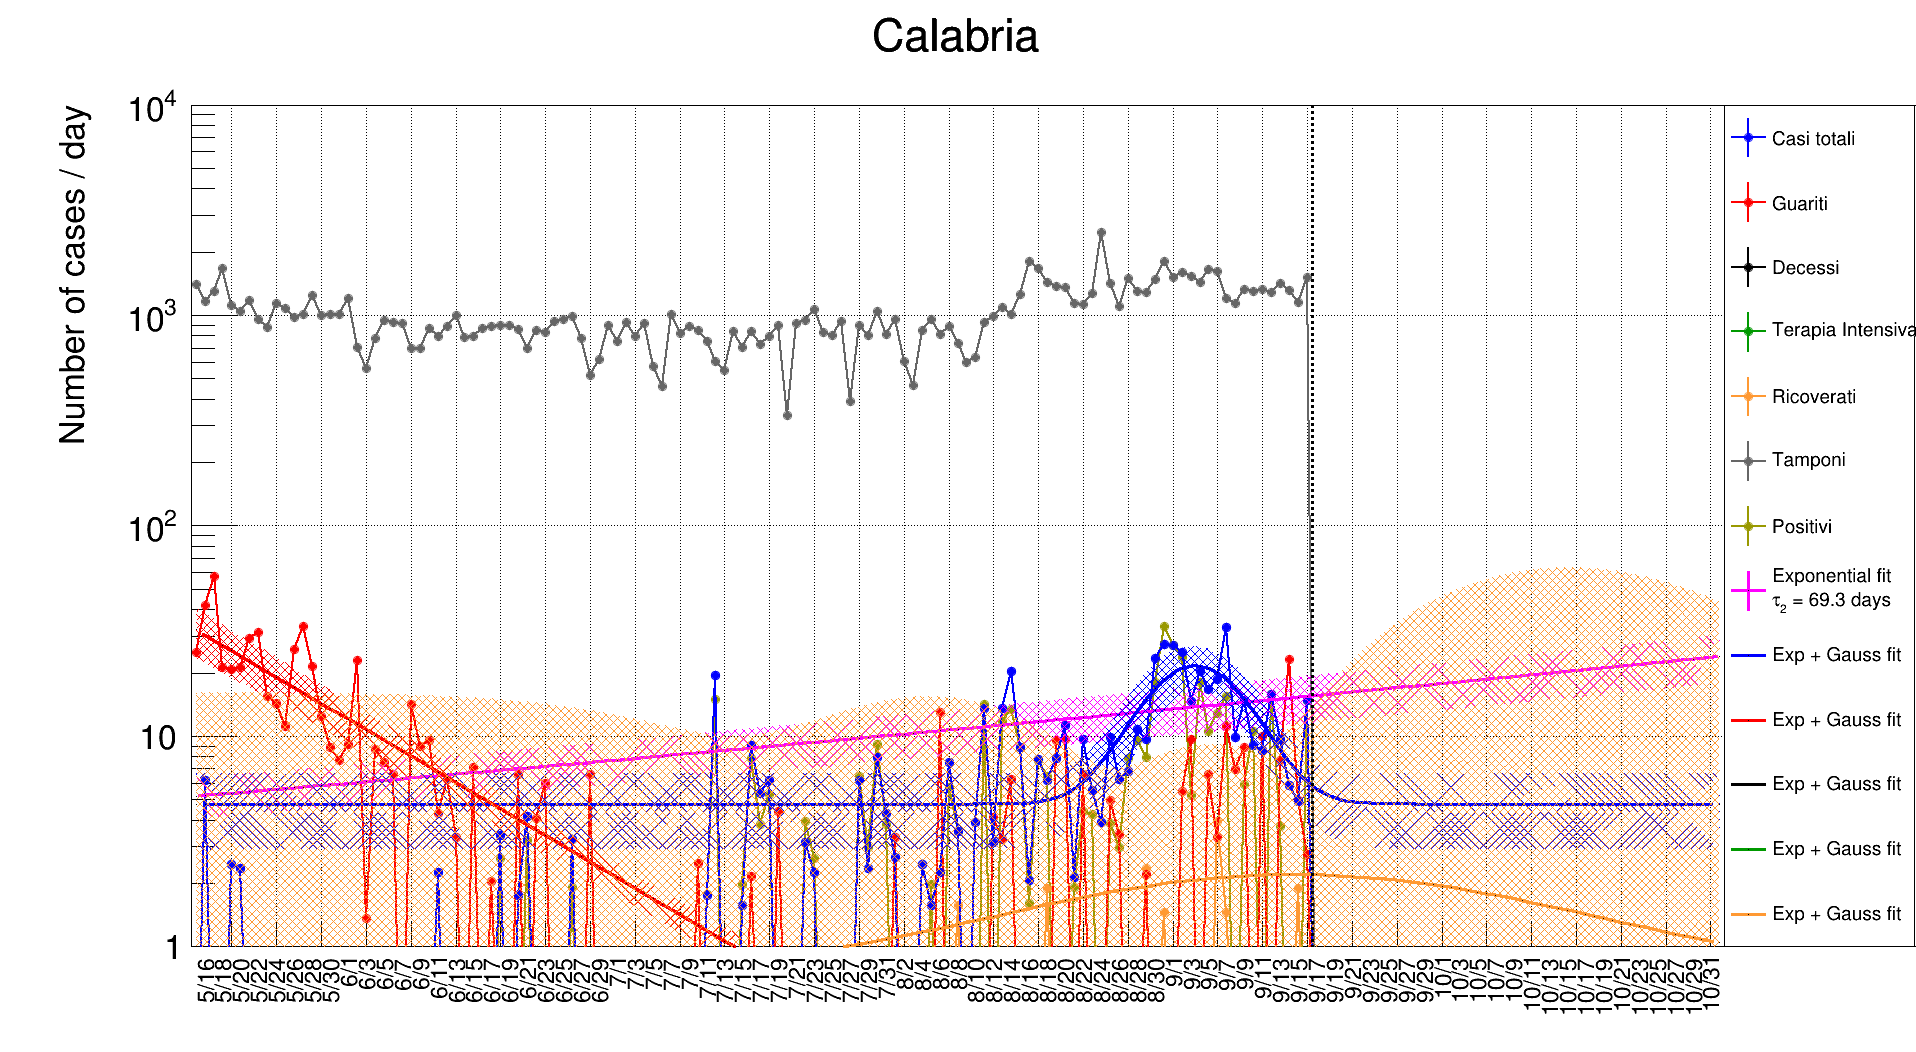 Calabria
Number of cases / day
10^4
10^3
10^2
10
1
5/16 5/18 5/20 5/22 5/24 5/26 5/28 5/30 6/1 6/3 6/5 6/7 6/9 6/11 6/13 6/15 6/17 6/19 6/21 6/23 6/25 6/27 6/29 7/1 7/3 7/5 7/7 7/9 7/11 7/13 7/15 7/17 7/19 7/21 7/23 7/25 7/27 7/29 7/31 8/2 8/4 8/6 8/8 8/10 8/12 8/14 8/16 8/18 8/20 8/22 8/24 8/26 8/28 8/30 9/1 9/3 9/5 9/7 9/9 9/11 9/13 9/15 9/17 9/19 9/21 9/23 9/25 9/27 9/29 10/1 10/3 10/5 10/7 10/9 10/11 10/13 10/15 10/17 10/19 10/21 10/23 10/25 10/27 10/29 10/31
Casi totali
Guariti
Decessi
Terapia Intensiva
Ricoverati
Tamponi
Positivi
Exponential fit
τ_2 = 69.3 days
Exp + Gauss fit
Exp + Gauss fit
Exp + Gauss fit
Exp + Gauss fit
Exp + Gauss fit